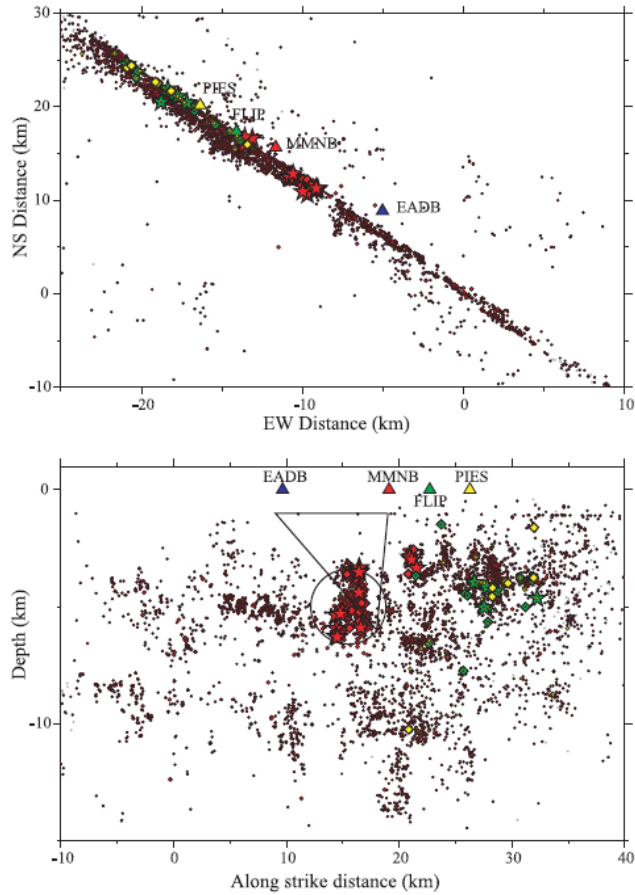 30
PIES
FLIP
20
MMNB
10
EADB
0
-10
NS Distance (km)
-20
-10
0
10
EW Distance (km)
EADB
MMNB
PIES
0
FLIP
-10
Depth (km)
-10
0
10
20
30
40
Along strike distance (km)